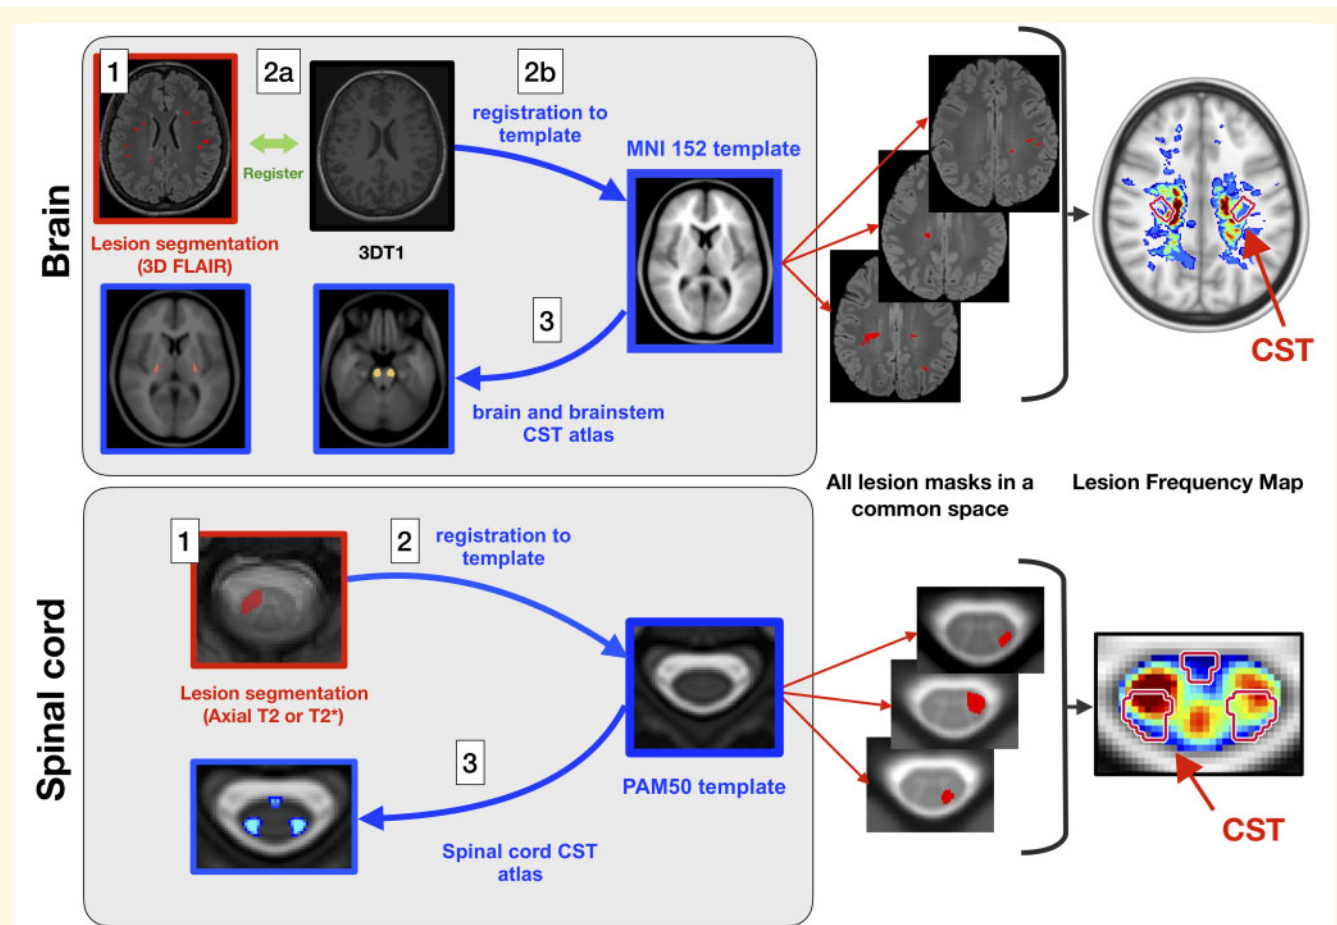 Brain
1
2a
2b
registration to
template
Register
MNI 152 template
Lesion segmentation
(3D FLAIR)
3DT1
3
brain and brainstem
CST atlas
CST
All lesion masks in a
common space
Lesion Frequency Map
Spinal cord
1
2
registration to
template
Lesion segmentation
(Axial T2 or T2*)
3
PAM50 template
Spinal cord CST
atlas
CST